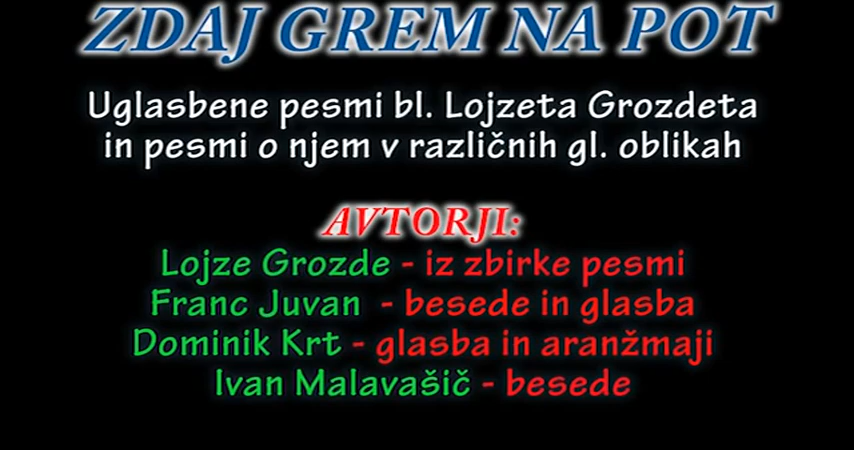 ZDAJ GREM NA POT
Uglasbene pesmi bl. Lojzeta Grozdeta
in pesmi o njem v različnih gl. oblikah
AVTORJI:
Lojze Grozde - iz zbirke pesmi
Franc Juvan - besede in glasba
Dominik Krt - glasba in aranžmaji
Ivan Malavašič - besede